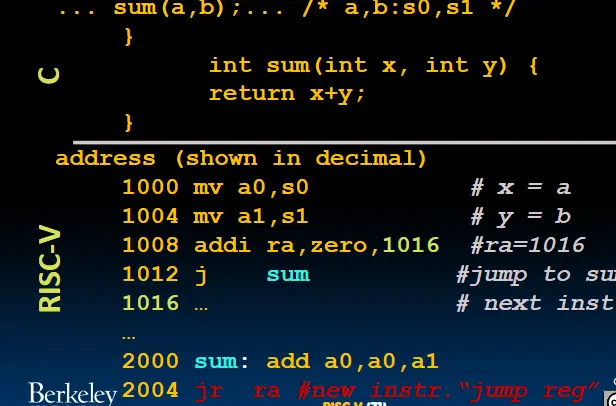 ... sum(a,b);... /* a,b:s0,s1 */
}
int sum(int x, int y) {
return x+y;
}
C
address (shown in decimal)
1000 mv a0,s0 # x = a
1004 mv a1,s1 # y = b
1008 addi ra,zero,1016 #ra=1016
1012 j sum #jump to su
1016 … # next inst
…
2000 sum: add a0,a0,a1
2004 jr ra #new instr.“jump reg”
RISC-V
Berkeley